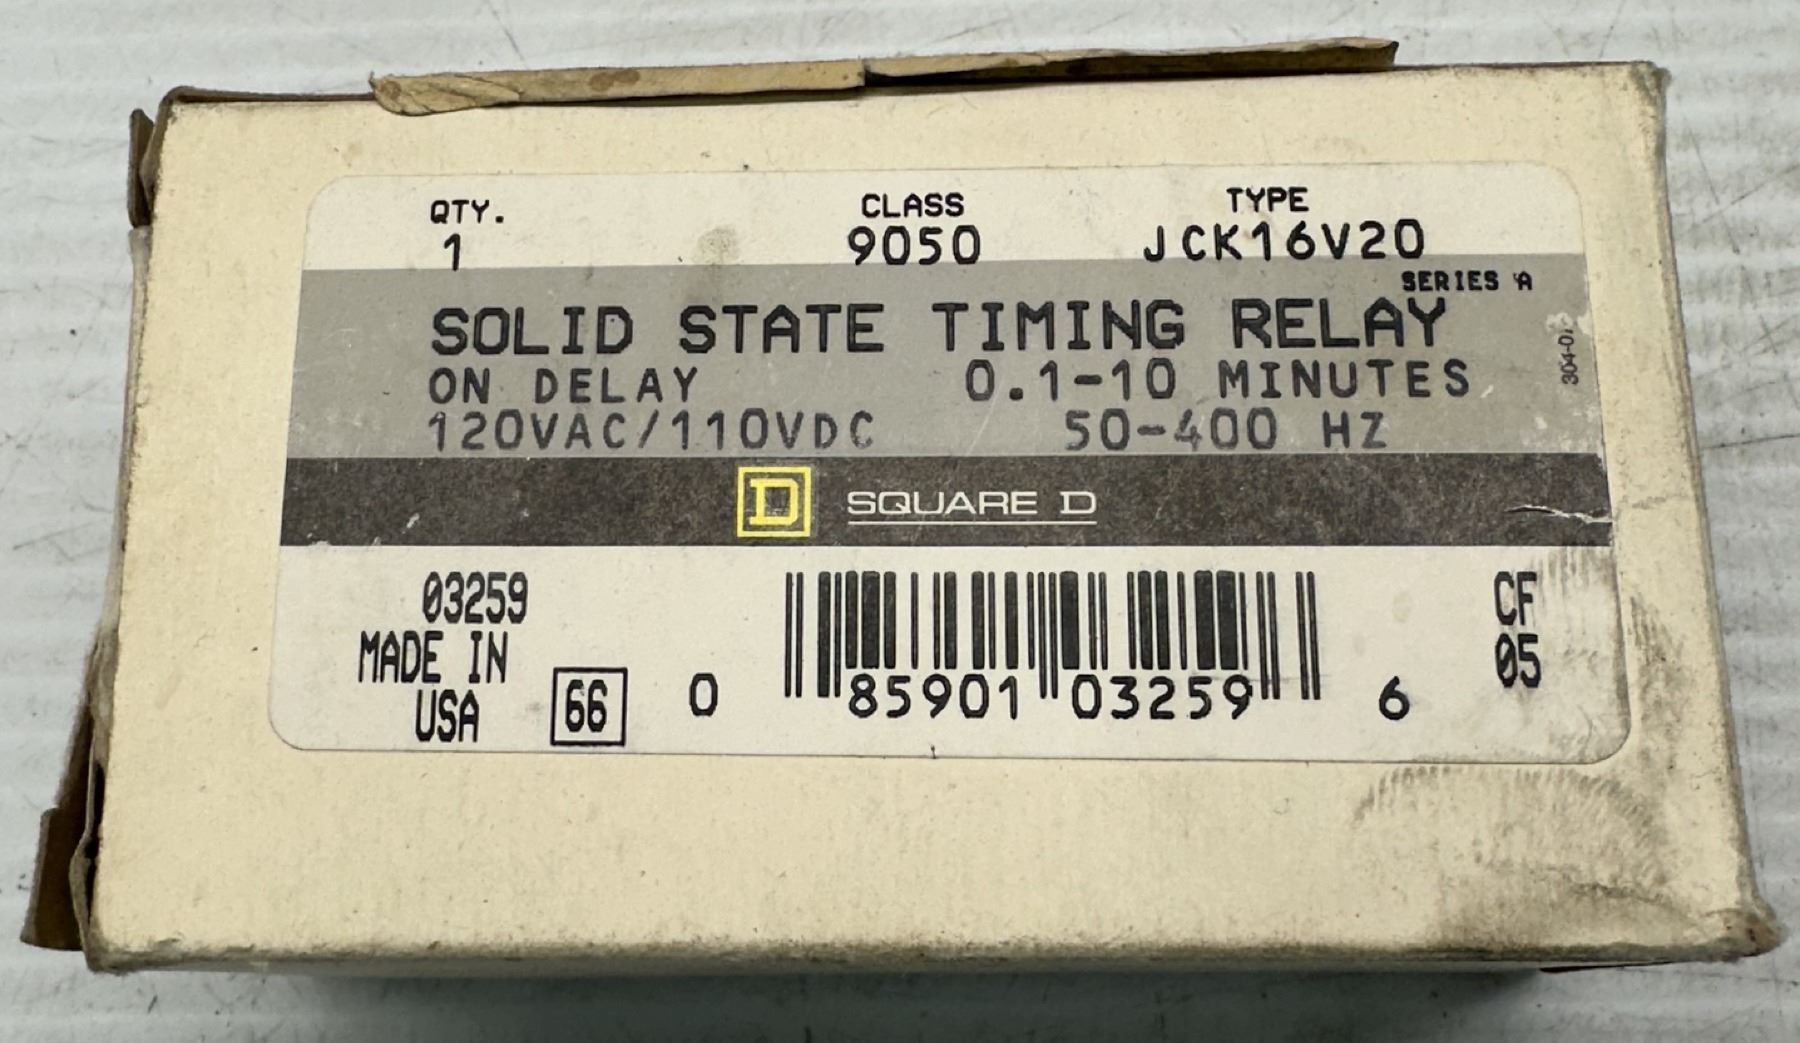 QTY. CLASS TYPE
1 9050 JCK16V20
SERIES A
SOLID STATE TIMING RELAY
ON DELAY 0.1-10 MINUTES
120VAC/110VDC 50-400 HZ
D SQUARE D
03259
MADE IN
USA
66
0 85901 03259 6
CF
05